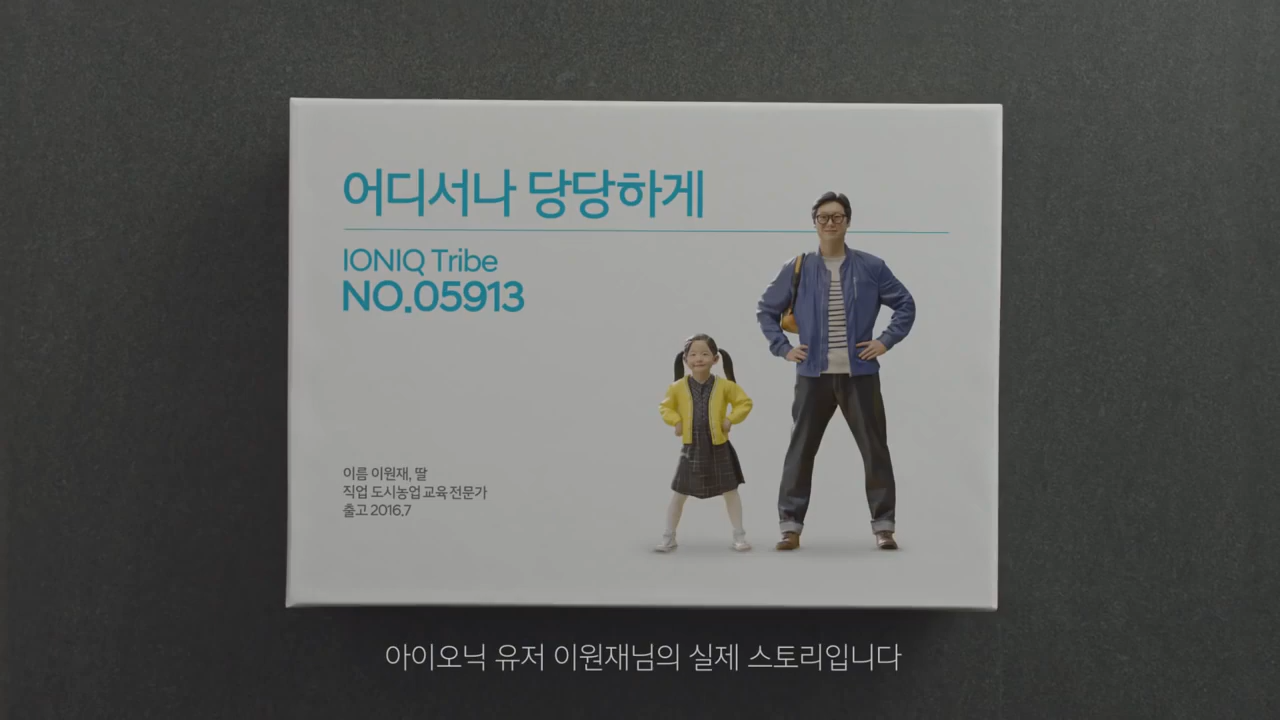 어디서나 당당하게
IONIQ Tribe
NO.05913
이름 이원재, 딸
직업 도시농업 교육 전문가
출고 2016.7
아이오닉 유저 이원재님의 실제 스토리입니다